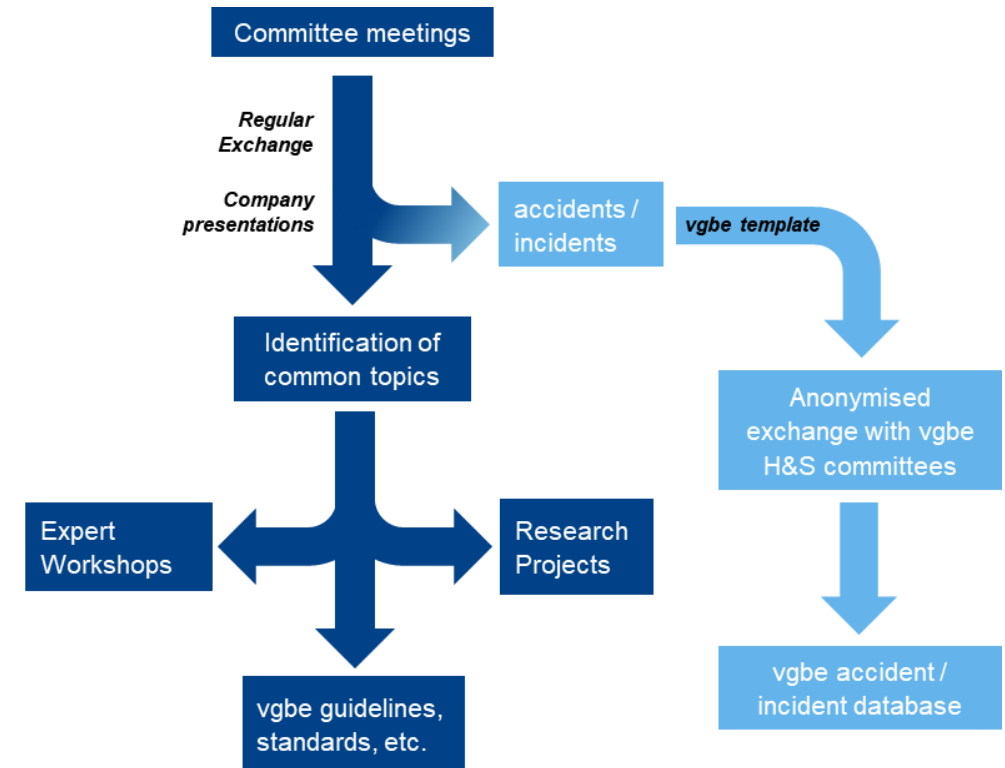 Committee meetings
Regular
Exchange
Company
presentations
accidents /
incidents
vgbe template
Identification of
common topics
Anonymised
exchange with vgbe
H&S committees
Expert
Workshops
Research
Projects
vgbe guidelines,
standards, etc.
vgbe accident /
incident database